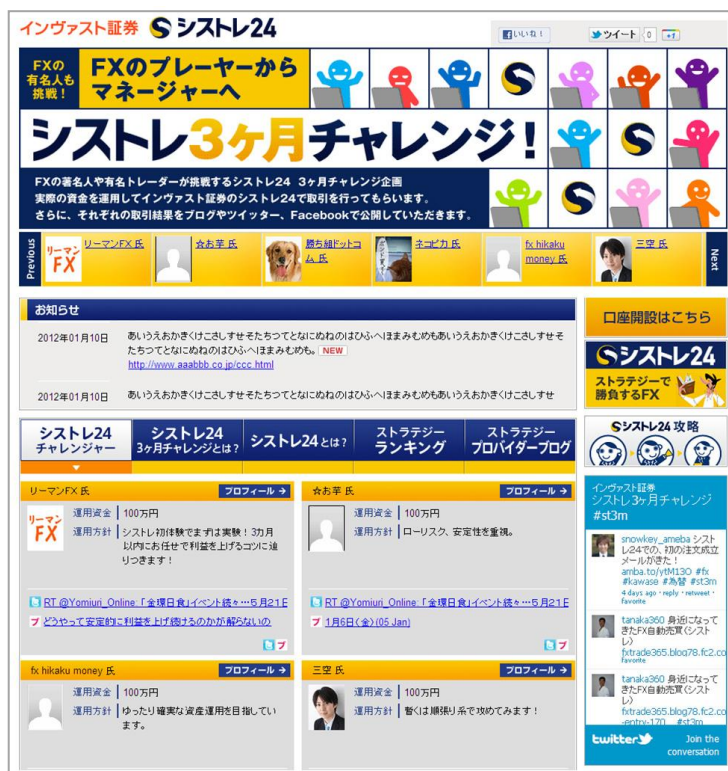 インヴァスト証券 シストレ24
いいね!
ツイート 0 +1
FXの
有名人も
挑戦!
FXのプレーヤーから
マネージャーへ
シストレ3ヶ月チャレンジ!
FXの著名人や有名トレーダーが挑戦するシストレ24 3ヶ月チャレンジ企画
実際の資金を運用してインヴァスト証券のシストレ24で取引を行ってもらいます。
さらに、それぞれの取引結果をブログやツイッター、Facebookで公開していただきます。
Previous
リーマンFX
リーマンFX 氏
☆お芋 氏
勝ち組ドットコ
ム 氏
ネコピカ 氏
fx hikaku
money 氏
三空 氏
Next
お知らせ
2012年01月10日
あいうえおかきくけこさしすせそたちつてとなにぬねのはひふへほまみむめもあいうえおかきくけこさしすせそ
たちつてとなにぬねのはひふへほまみむめも。 NEW
http://www.aaabbb.co.jp/ccc.html
2012年01月10日
あいうえおかきくけこさしすせそたちつてとなにぬねのはひふへほまみむめもあいうえおかきくけこさしすせ
口座開設はこちら
シストレ24
ストラテジーで
勝負するFX
シストレ24 攻略
シストレ24
チャレンジャー
シストレ24
3ヶ月チャレンジとは?
シストレ24とは?
ストラテジー
ランキング
ストラテジー
プロバイダーブログ
リーマンFX 氏
プロフィール →
リーマン
FX
運用資金 100万円
運用方針 シストレ初体験でまずは実験!3カ月
以内にお任せで利益を上げるコツに迫
りつきます!
RT @Yomiuri_Online: 「金環日食」イベント続々…5月21日
どうやって安定的に利益を上げ続けるのかが解らないの
☆お芋 氏
プロフィール →
運用資金 100万円
運用方針 ローリスク、安定性を重視。
RT @Yomiuri_Online: 「金環日食」イベント続々…5月21日
1月6日(金)(05 Jan)
fx hikaku money 氏
プロフィール →
運用資金 100万円
運用方針 ゆったり確実な資産運用を目指してい
ます。
三空 氏
プロフィール →
運用資金 100万円
運用方針 暫くは順張り系で攻めてみます!
インヴァスト証券
シストレ3ヶ月チャレンジ
#st3m
snowkey_ameba シスト
レ24での、初の注文成立
メールがきた!
amba.to/ytM13O #fx
#kawase #為替 #st3m
4 days ago · reply · retweet ·
favorite
tanaka360 身近になって
きたFX自動売買(シスト
レ)
fxtrade365.blog78.fc2.co
favorite
tanaka360 身近になって
きたFX自動売買(シスト
レ)
fxtrade365.blog78.fc2.co
-entry-170... #st3m
twitter
Join the
conversation